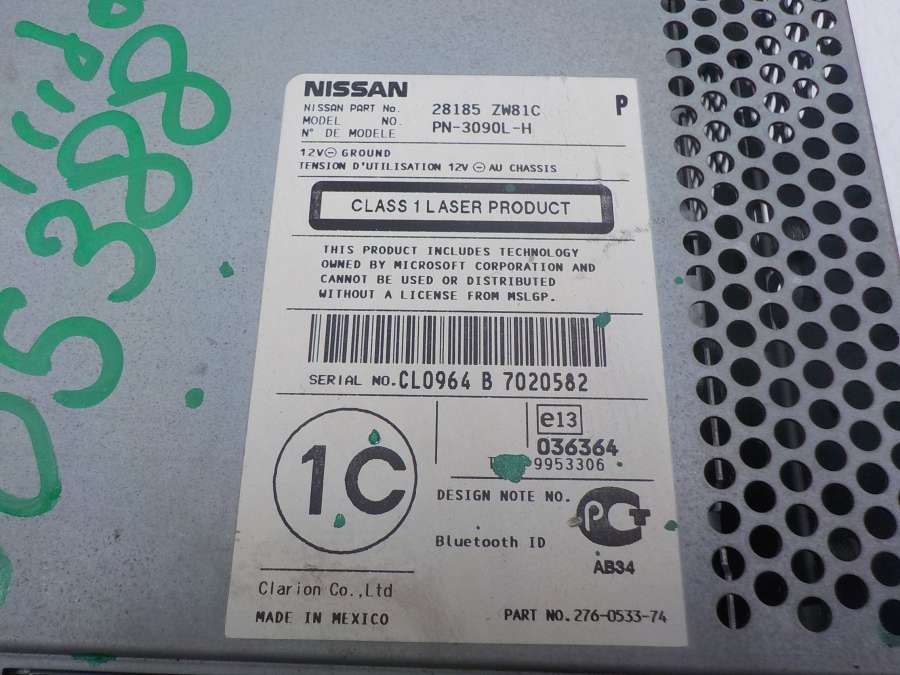 053888
NISSAN
P
NISSAN PART No. 28185 ZW81C
MODEL NO. PN-3090L-H
N° DE MODELE
12V⊖ GROUND
TENSION D'UTILISATION 12V ⊖ AU CHASSIS
CLASS 1 LASER PRODUCT
THIS PRODUCT INCLUDES TECHNOLOGY
OWNED BY MICROSOFT CORPORATION AND
CANNOT BE USED OR DISTRIBUTED
WITHOUT A LICENSE FROM MSLGP.
SERIAL NO. CL0964 B 7020582
e13
036364
9953306
1C
DESIGN NOTE NO.
PCT
Bluetooth ID
AB34
Clarion Co.,Ltd
MADE IN MEXICO
PART NO. 276-0533-74